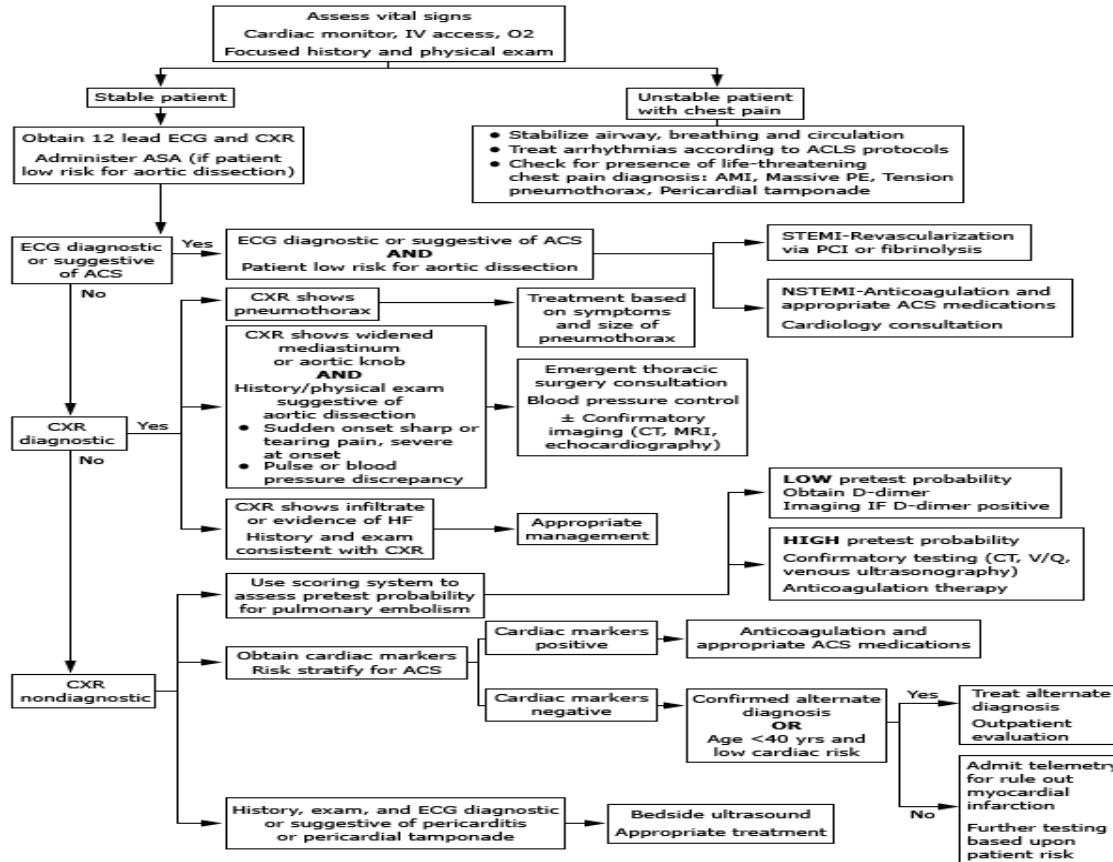 Assess vital signs
Cardiac monitor, IV access, O2
Focused history and physical exam
Stable patient
Unstable patient
with chest pain
Obtain 12 lead ECG and CXR
Administer ASA (if patient
low risk for aortic dissection)
● Stabilize airway, breathing and circulation
● Treat arrhythmias according to ACLS protocols
● Check for presence of life-threatening
chest pain diagnosis: AMI, Massive PE, Tension
pneumothorax, Pericardial tamponade
ECG diagnostic
or suggestive
of ACS
Yes
ECG diagnostic or suggestive of ACS
AND
Patient low risk for aortic dissection
STEMI-Revascularization
via PCI or fibrinolysis
NSTEMI-Anticoagulation and
appropriate ACS medications
Cardiology consultation
No
CXR shows
pneumothorax
Treatment based
on symptoms
and size of
pneumothorax
CXR shows widened
mediastinum
or aortic knob
AND
History/physical exam
suggestive of
aortic dissection
● Sudden onset sharp or
tearing pain, severe
at onset
● Pulse or blood
pressure discrepancy
Emergent thoracic
surgery consultation
Blood pressure control
± Confirmatory
imaging (CT, MRI,
echocardiography)
CXR
diagnostic
Yes
No
CXR shows infiltrate
or evidence of HF
History and exam
consistent with CXR
Appropriate
management
LOW pretest probability
Obtain D-dimer
Imaging IF D-dimer positive
HIGH pretest probability
Confirmatory testing (CT, V/Q,
venous ultrasonography)
Anticoagulation therapy
Use scoring system to
assess pretest probability
for pulmonary embolism
CXR
nondiagnostic
Obtain cardiac markers
Risk stratify for ACS
Cardiac markers
positive
Anticoagulation and
appropriate ACS medications
Cardiac markers
negative
Confirmed alternate
diagnosis
OR
Age <40 yrs and
low cardiac risk
Yes
Treat alternate
diagnosis
Outpatient
evaluation
No
Admit telemetry
for rule out
myocardial
infarction
Further testing
based upon
patient risk
History, exam, and ECG diagnostic
or suggestive of pericarditis
or pericardial tamponade
Bedside ultrasound
Appropriate treatment